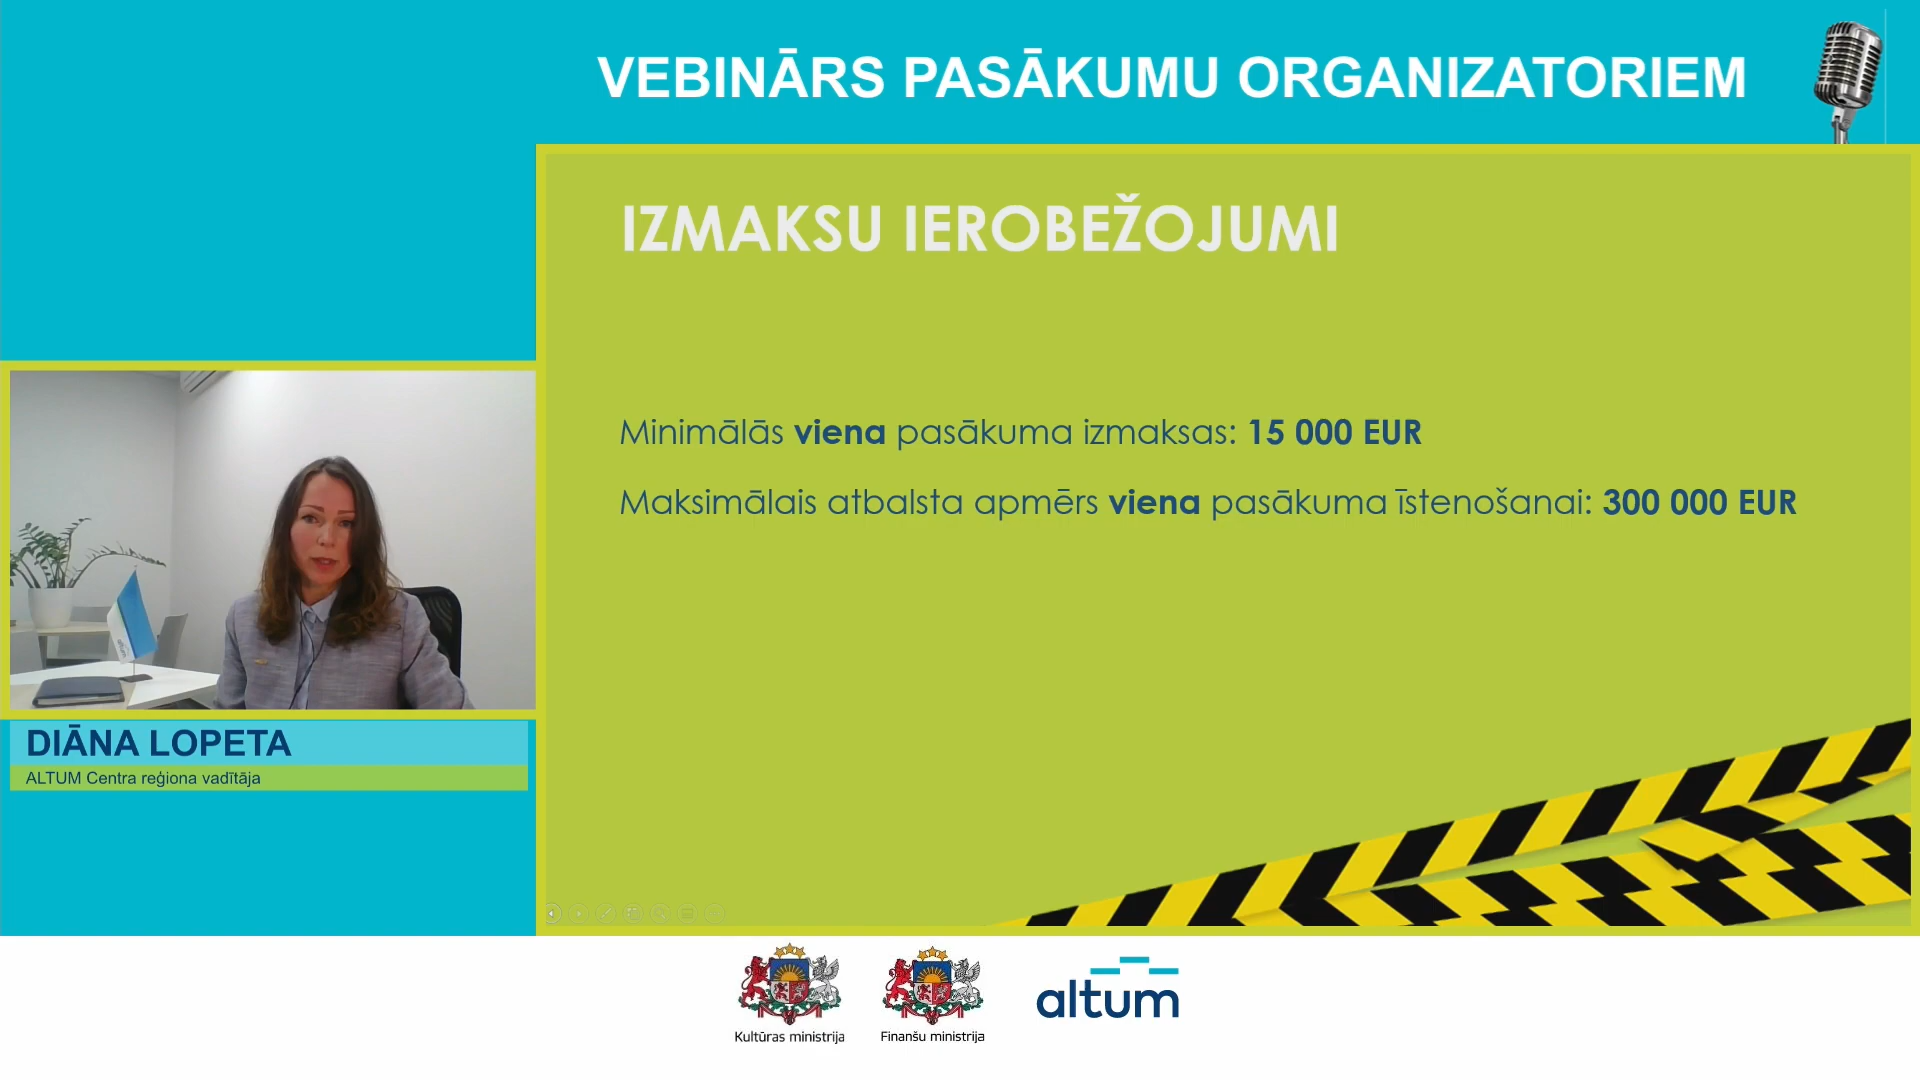 VEBINĀRS PASĀKUMU ORGANIZATORIEM
IZMAKSU IEROBEŽOJUMI
Minimālās viena pasākuma izmaksas: 15 000 EUR
Maksimālais atbalsta apmērs viena pasākuma īstenošanai: 300 000 EUR
altum
DIĀNA LOPETA
ALTUM Centra reģiona vadītāja
Kultūras ministrija
Finanšu ministrija
altum